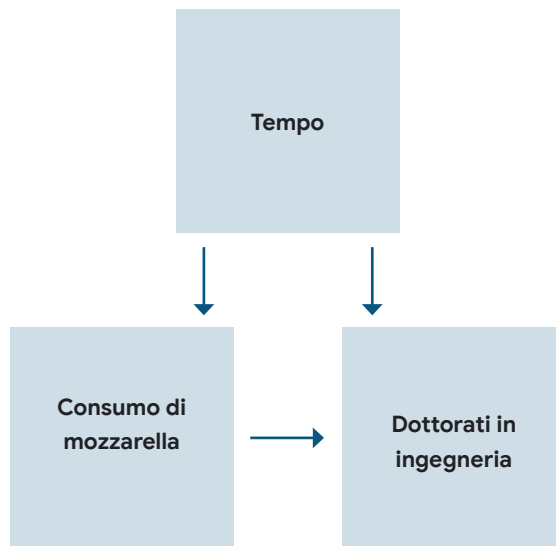 Tempo
Consumo di
mozzarella
Dottorati in
ingegneria